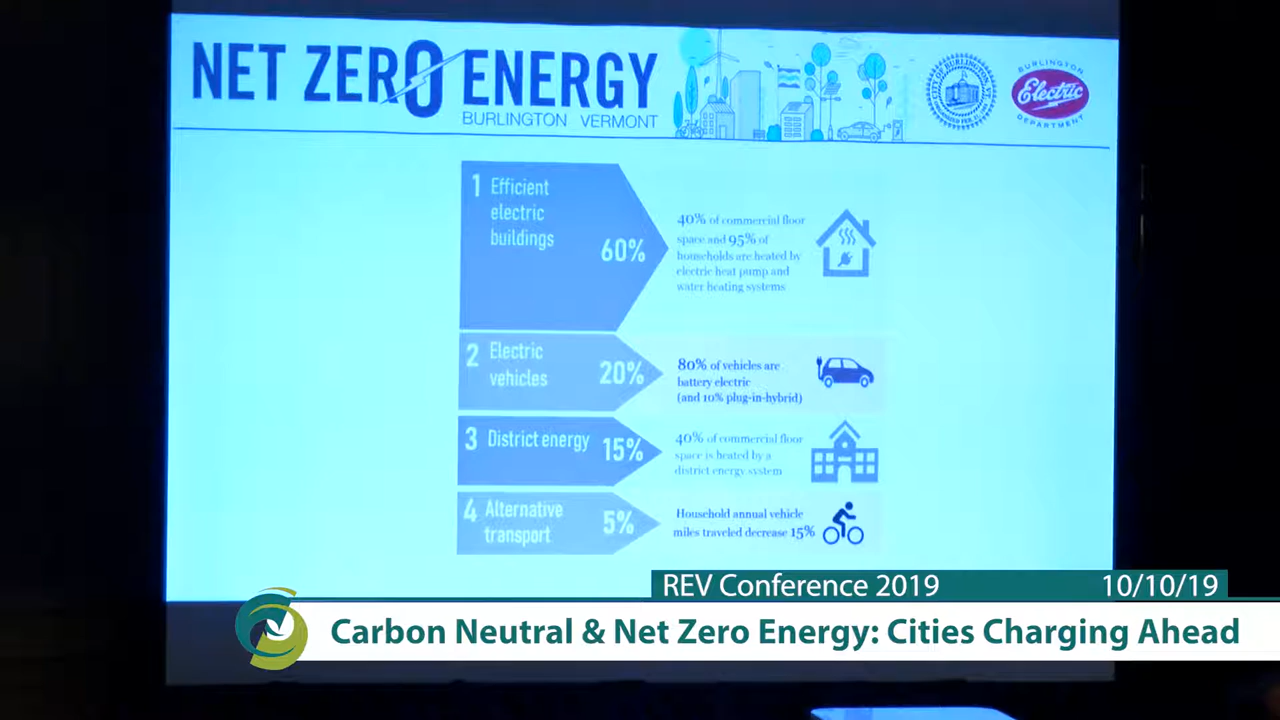 NET ZERO ENERGY
BURLINGTON VERMONT
CITY OF BURLINGTON, VT.
BURLINGTON
Electric
DEPARTMENT
1 Efficient
electric
buildings
60%
40% of commercial floor
space and 95% of
households are heated by
electric heat pump and
water heating systems
2 Electric
vehicles
20%
80% of vehicles are
battery electric
(and 10% plug-in-hybrid)
3 District energy
15%
40% of commercial floor
space is heated by a
district energy system
4 Alternative
transport
5%
Household annual vehicle
miles traveled decrease 15%
REV Conference 2019
10/10/19
Carbon Neutral & Net Zero Energy: Cities Charging Ahead